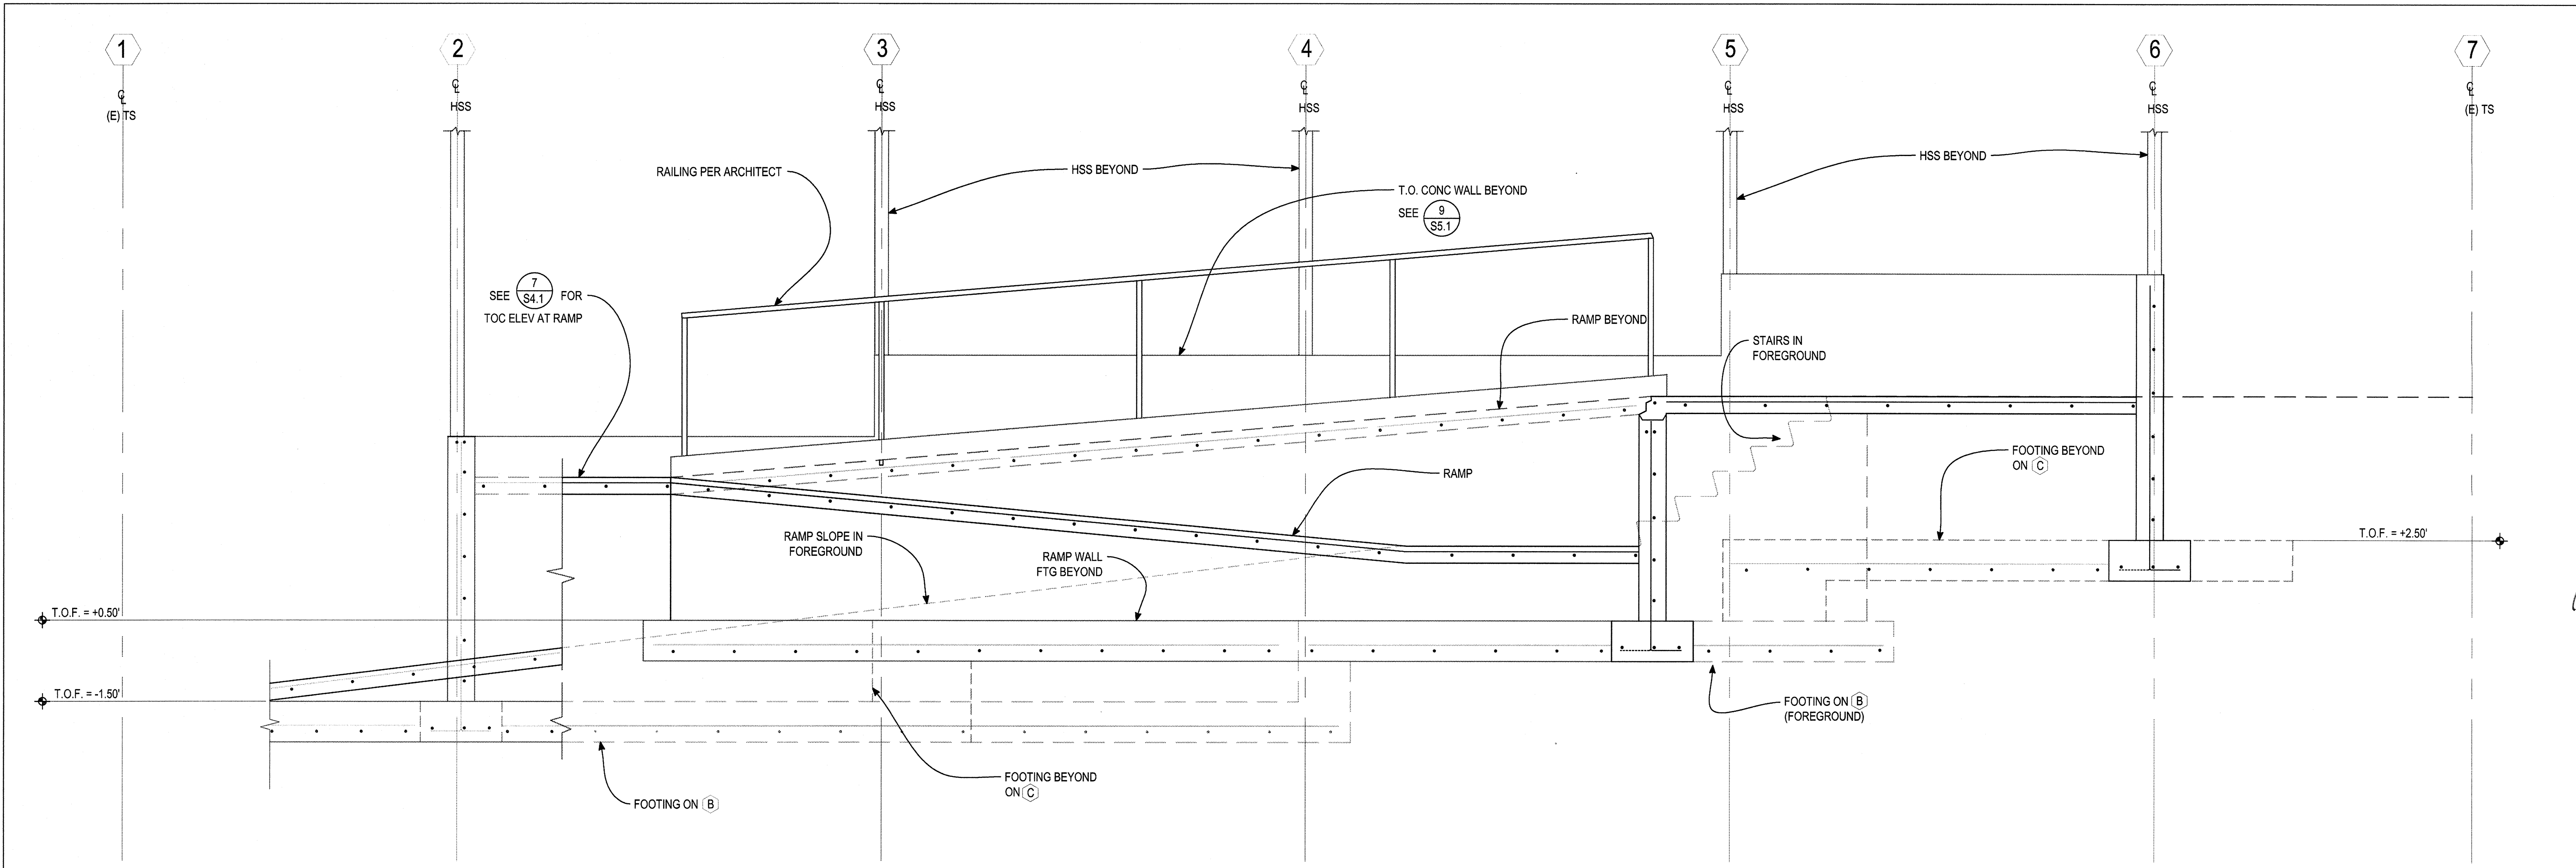 1
2
3
4
5
6
7
℄
(E) TS
℄
HSS
℄
HSS
℄
HSS
℄
HSS
℄
HSS
℄
(E) TS
RAILING PER ARCHITECT
HSS BEYOND
HSS BEYOND
T.O. CONC WALL BEYOND
SEE 9
S5.1
SEE 7 FOR
S4.1
TOC ELEV AT RAMP
RAMP BEYOND
STAIRS IN
FOREGROUND
RAMP
FOOTING BEYOND
ON C
RAMP SLOPE IN
FOREGROUND
RAMP WALL
FTG BEYOND
T.O.F. = +2.50'
T.O.F. = +0.50'
T.O.F. = -1.50'
FOOTING ON B
(FOREGROUND)
FOOTING BEYOND
ON C
FOOTING ON B